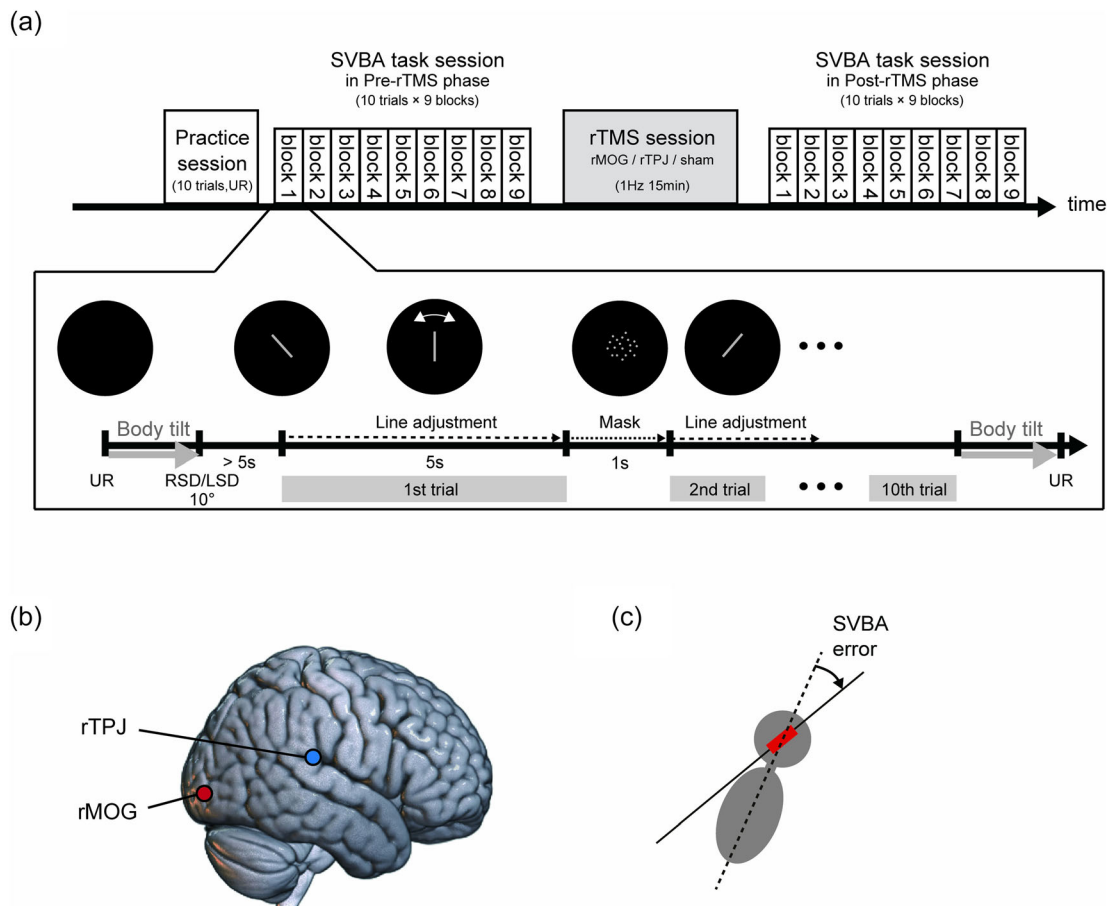 (a)
SVBA task session
in Pre-rTMS phase
(10 trials × 9 blocks)
SVBA task session
in Post-rTMS phase
(10 trials × 9 blocks)
Practice
session
(10 trials,UR)
block 1
block 2
block 3
block 4
block 5
block 6
block 7
block 8
block 9
rTMS session
rMOG / rTPJ / sham
(1Hz 15min)
block 1
block 2
block 3
block 4
block 5
block 6
block 7
block 8
block 9
time
Body tilt
Line adjustment
Mask
Line adjustment
Body tilt
UR
RSD/LSD
10°
> 5s
5s
1s
UR
1st trial
2nd trial
10th trial
(b)
rTPJ
rMOG
(c)
SVBA
error